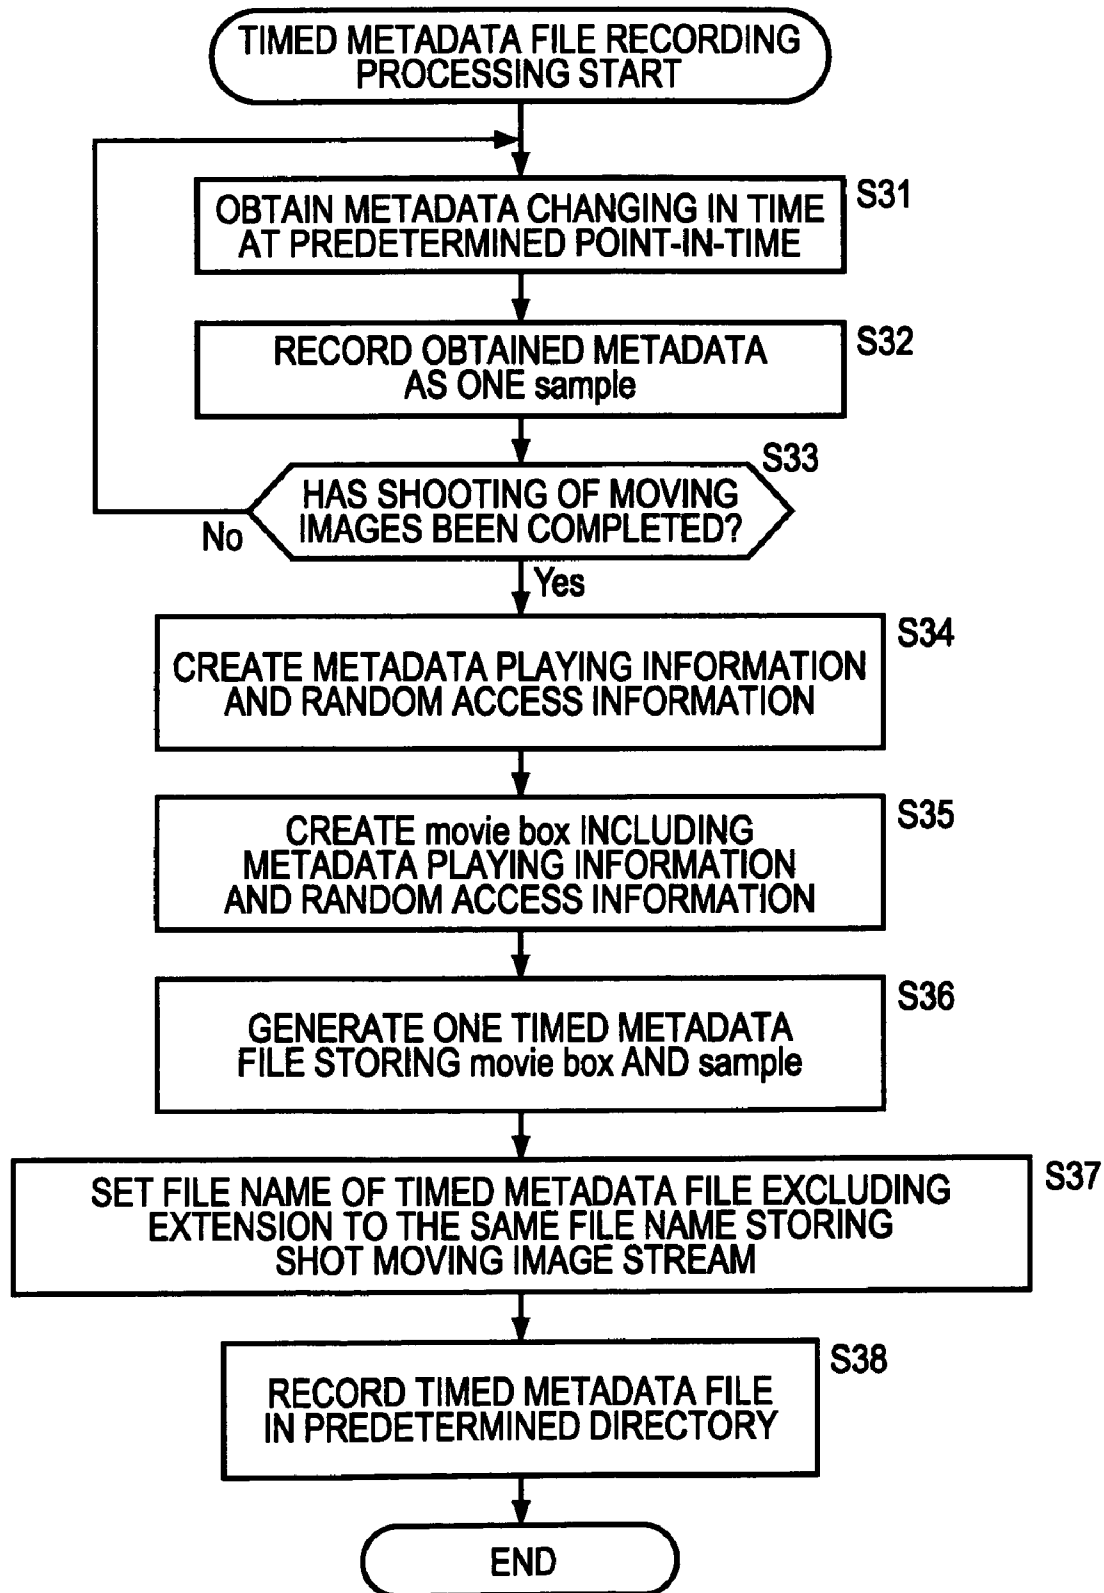 TIMED METADATA FILE RECORDING
PROCESSING START
S31
OBTAIN METADATA CHANGING IN TIME
AT PREDETERMINED POINT-IN-TIME
S32
RECORD OBTAINED METADATA
AS ONE sample
S33
HAS SHOOTING OF MOVING
IMAGES BEEN COMPLETED?
No
Yes
S34
CREATE METADATA PLAYING INFORMATION
AND RANDOM ACCESS INFORMATION
S35
CREATE movie box INCLUDING
METADATA PLAYING INFORMATION
AND RANDOM ACCESS INFORMATION
S36
GENERATE ONE TIMED METADATA
FILE STORING movie box AND sample
S37
SET FILE NAME OF TIMED METADATA FILE EXCLUDING
EXTENSION TO THE SAME FILE NAME STORING
SHOT MOVING IMAGE STREAM
S38
RECORD TIMED METADATA FILE
IN PREDETERMINED DIRECTORY
END